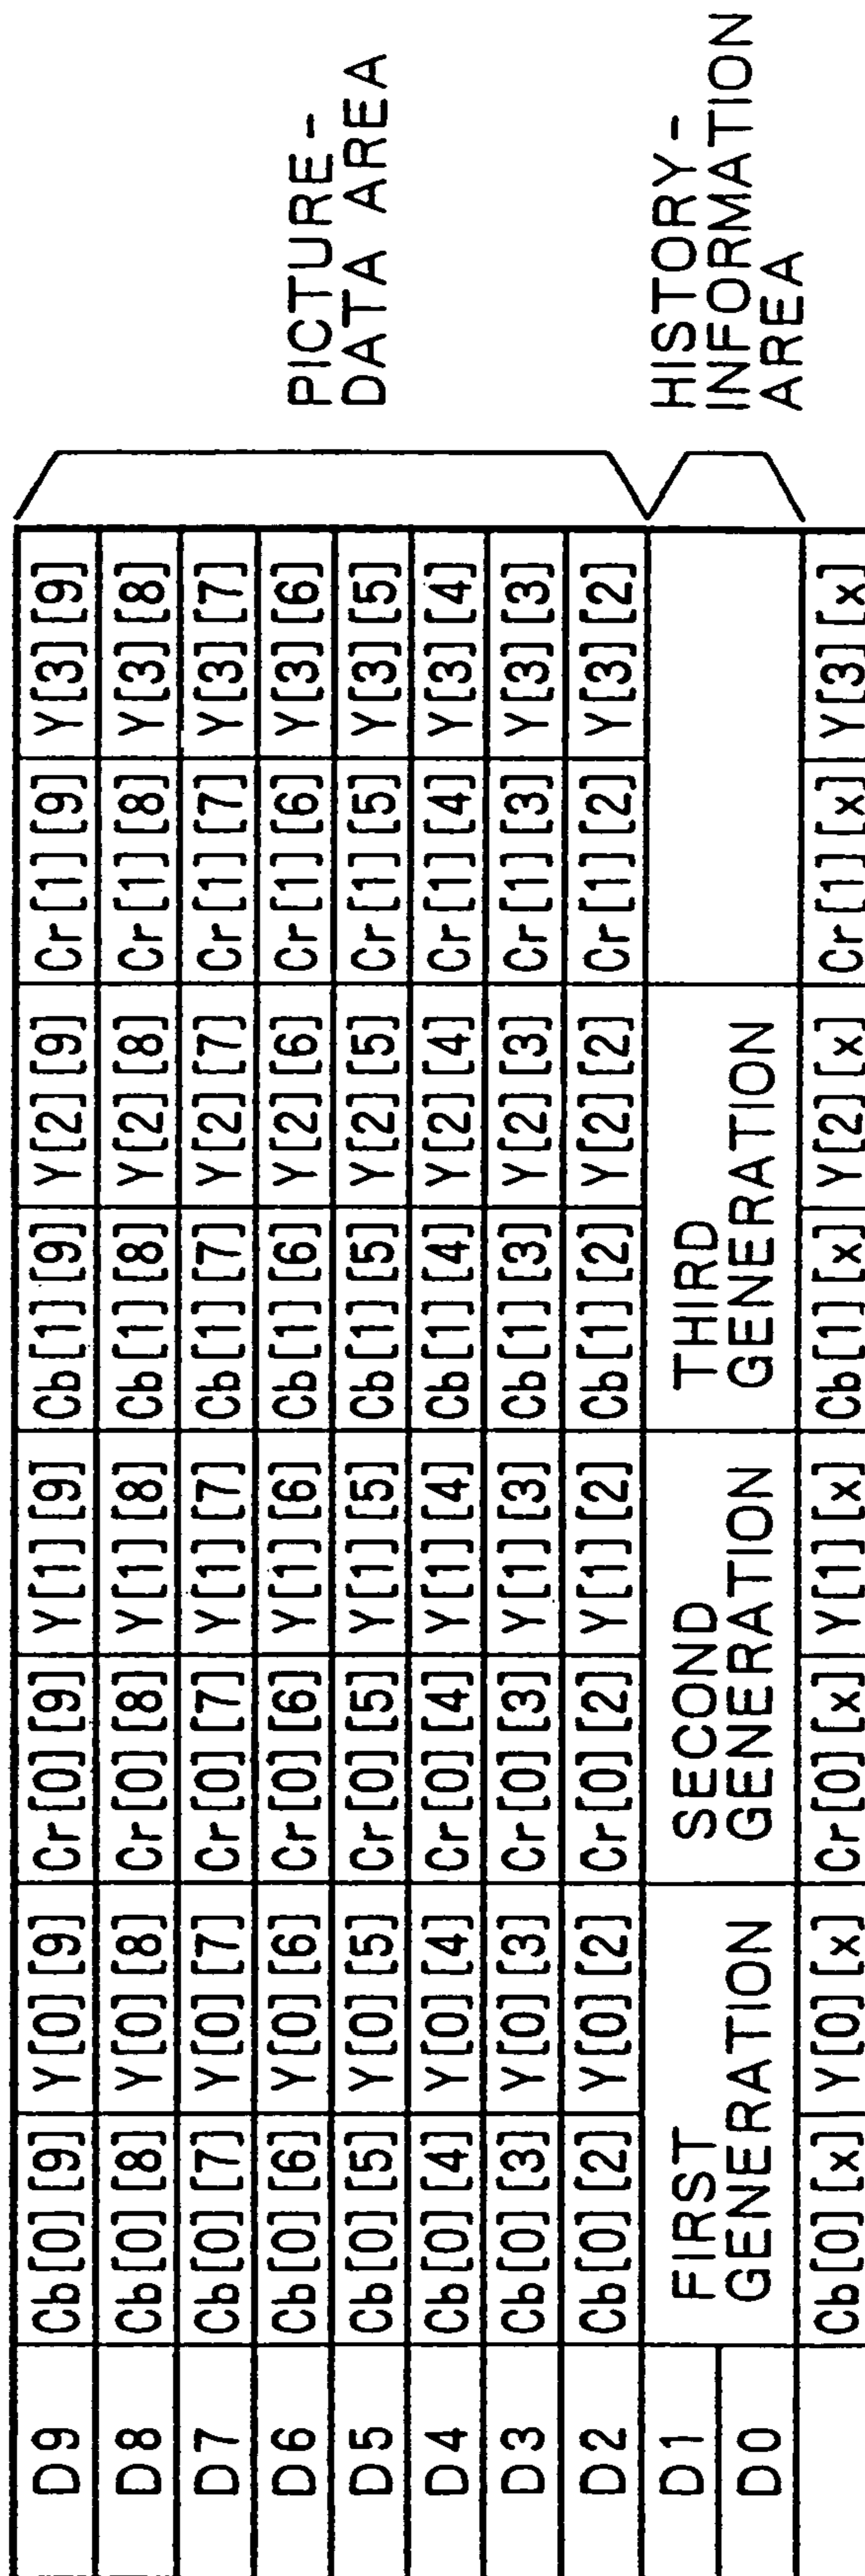 D9 Cb[0][9] Y[0][9] Cr[0][9] Y[1][9] Cb[1][9] Y[2][9] Cr[1][9] Y[3][9]
D8 Cb[0][8] Y[0][8] Cr[0][8] Y[1][8] Cb[1][8] Y[2][8] Cr[1][8] Y[3][8]
D7 Cb[0][7] Y[0][7] Cr[0][7] Y[1][7] Cb[1][7] Y[2][7] Cr[1][7] Y[3][7]
D6 Cb[0][6] Y[0][6] Cr[0][6] Y[1][6] Cb[1][6] Y[2][6] Cr[1][6] Y[3][6]
D5 Cb[0][5] Y[0][5] Cr[0][5] Y[1][5] Cb[1][5] Y[2][5] Cr[1][5] Y[3][5]
D4 Cb[0][4] Y[0][4] Cr[0][4] Y[1][4] Cb[1][4] Y[2][4] Cr[1][4] Y[3][4]
D3 Cb[0][3] Y[0][3] Cr[0][3] Y[1][3] Cb[1][3] Y[2][3] Cr[1][3] Y[3][3]
D2 Cb[0][2] Y[0][2] Cr[0][2] Y[1][2] Cb[1][2] Y[2][2] Cr[1][2] Y[3][2]
D1 FIRST SECOND THIRD
D0 GENERATION GENERATION GENERATION
Cb[0][x] Y[0][x] Cr[0][x] Y[1][x] Cb[1][x] Y[2][x] Cr[1][x] Y[3][x]
PICTURE-
DATA AREA
HISTORY-
INFORMATION
AREA